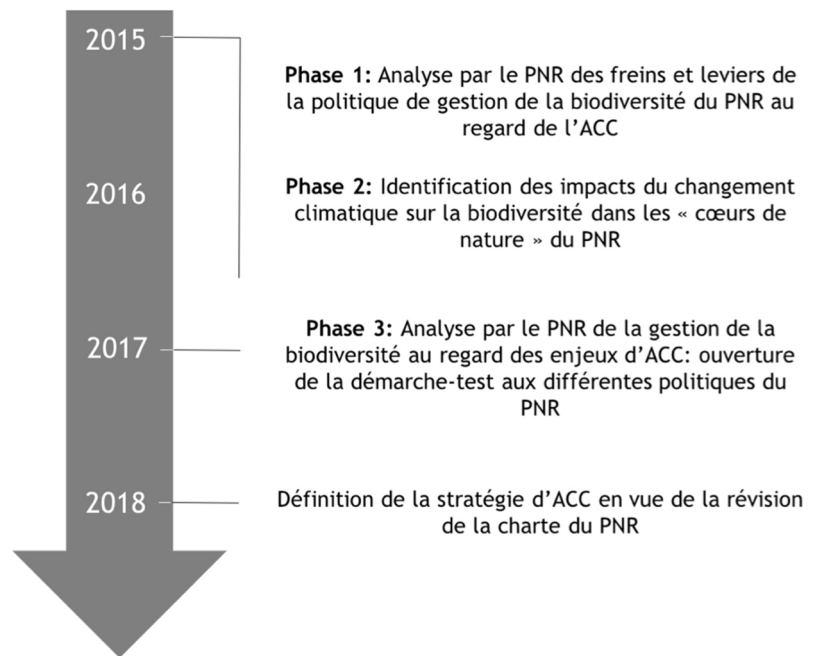 2015
Phase 1: Analyse par le PNR des freins et leviers de
la politique de gestion de la biodiversité du PNR au
regard de l'ACC
2016
Phase 2: Identification des impacts du changement
climatique sur la biodiversité dans les « cœurs de
nature » du PNR
2017
Phase 3: Analyse par le PNR de la gestion de la
biodiversité au regard des enjeux d'ACC: ouverture
de la démarche-test aux différentes politiques du
PNR
2018
Définition de la stratégie d'ACC en vue de la révision
de la charte du PNR